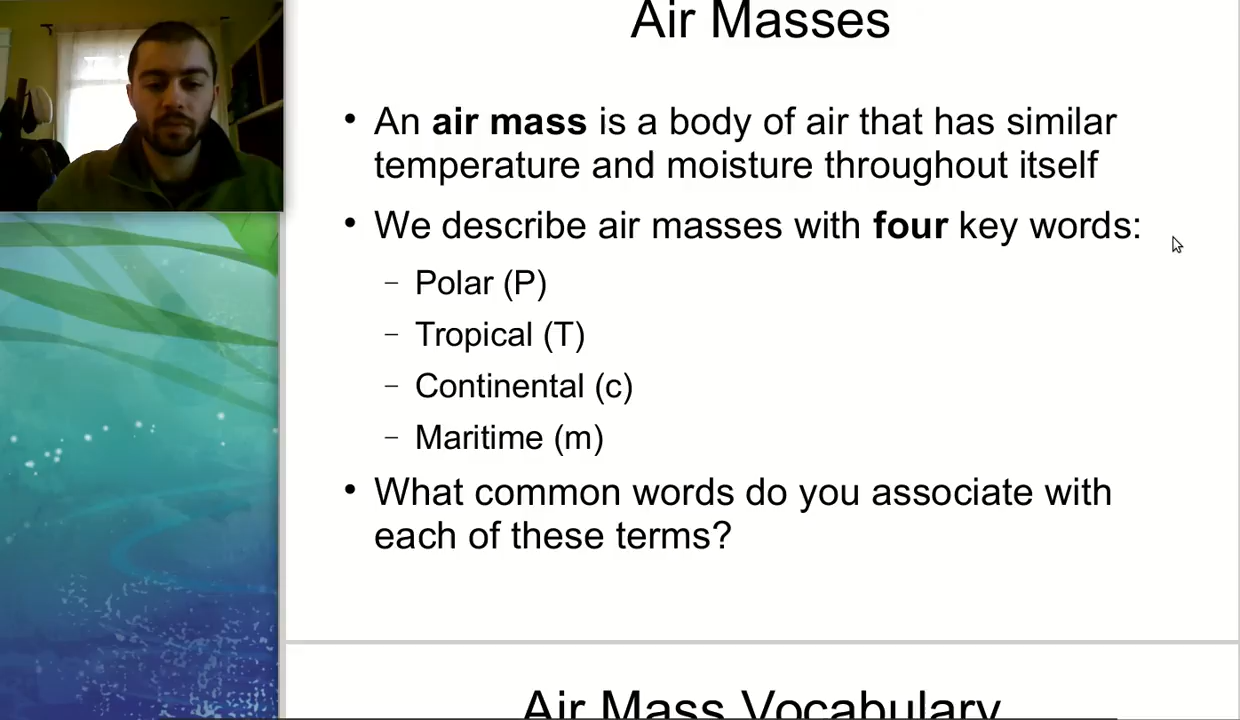 Air Masses
• An air mass is a body of air that has similar
temperature and moisture throughout itself
• We describe air masses with four key words:
– Polar (P)
– Tropical (T)
– Continental (c)
– Maritime (m)
• What common words do you associate with
each of these terms?
Air Mass Vocabulary